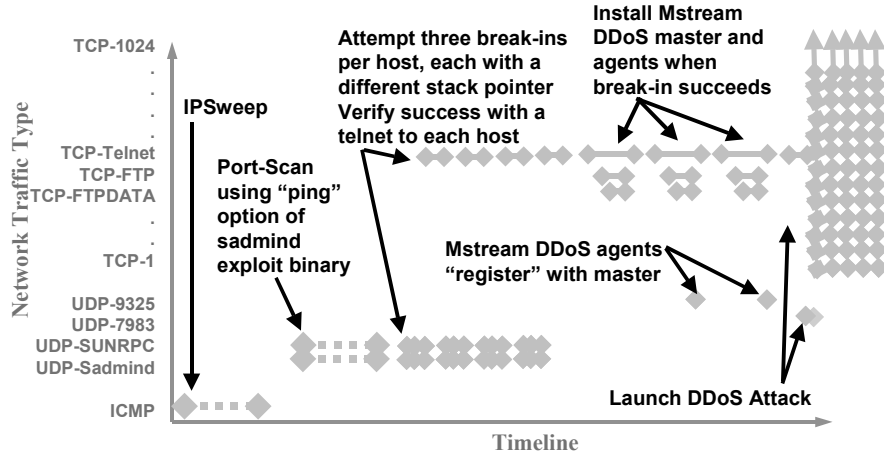 Network Traffic Type
TCP-1024
.
.
.
.
TCP-Telnet
TCP-FTP
TCP-FTPDATA
.
.
TCP-1
UDP-9325
UDP-7983
UDP-SUNRPC
UDP-Sadmind
ICMP
IPSweep
Port-Scan
using “ping”
option of
sadmind
exploit binary
Attempt three break-ins
per host, each with a
different stack pointer
Verify success with a
telnet to each host
Install Mstream
DDoS master and
agents when
break-in succeeds
Mstream DDoS agents
“register” with master
Launch DDoS Attack
Timeline